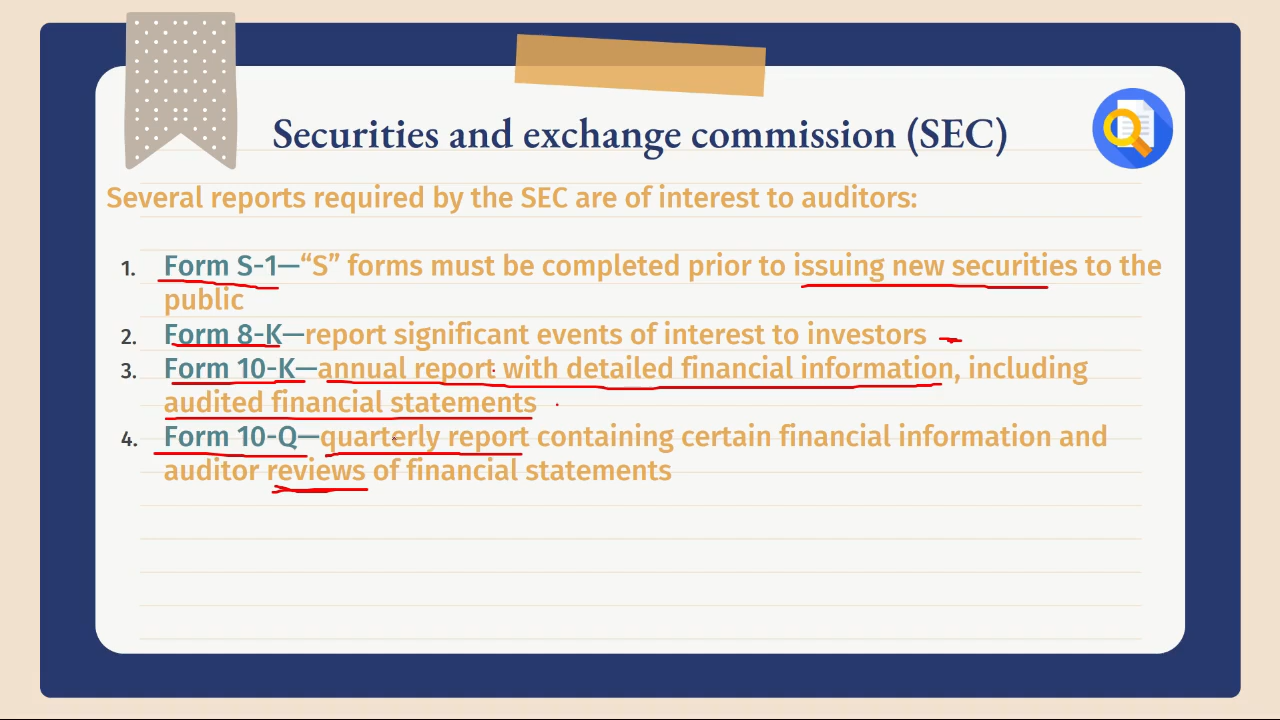 Securities and exchange commission (SEC)
Several reports required by the SEC are of interest to auditors:
1. Form S-1—“S” forms must be completed prior to issuing new securities to the
public
2. Form 8-K—report significant events of interest to investors
3. Form 10-K—annual report with detailed financial information, including
audited financial statements
4. Form 10-Q—quarterly report containing certain financial information and
auditor reviews of financial statements